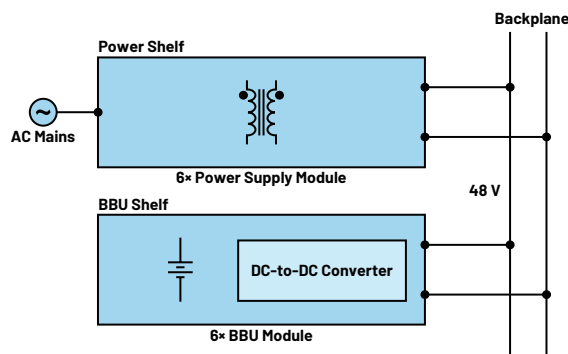 Backplane
Power Shelf
~
AC Mains
6× Power Supply Module
48 V
BBU Shelf
DC-to-DC Converter
6× BBU Module